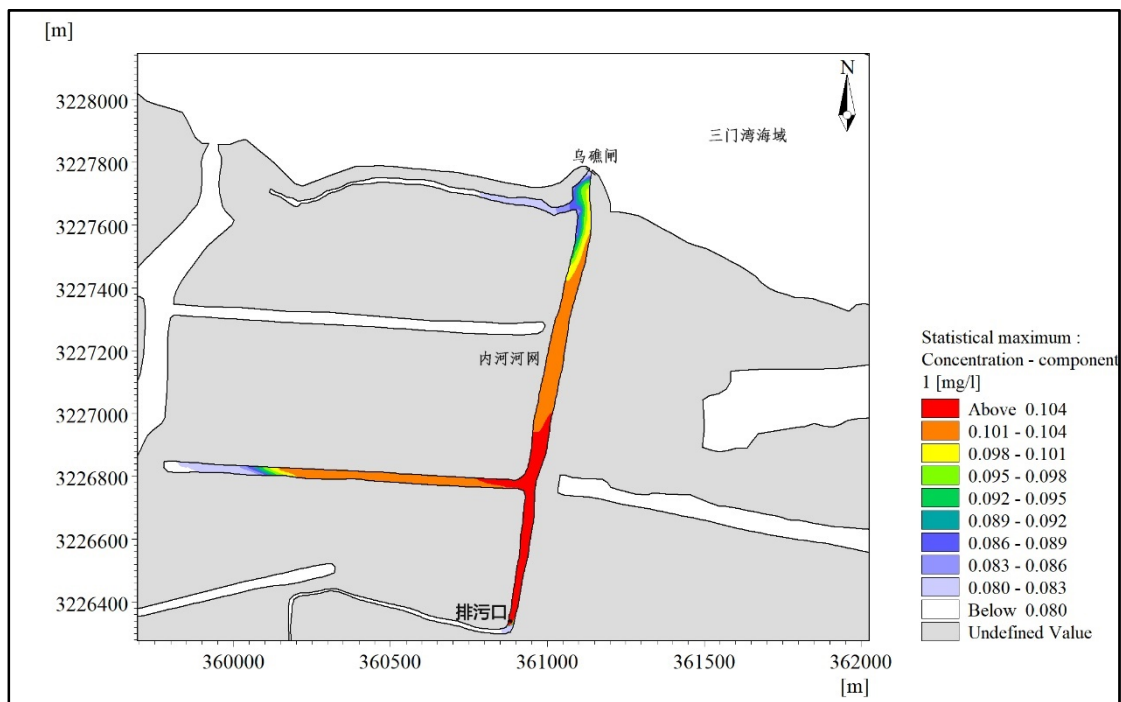 [m]
N
3228000
三门湾海域
乌礁闸
3227800
3227600
3227400
3227200
内河河网
3227000
3226800
3226600
3226400
排污口
360000
360500
361000
361500
362000
[m]
Statistical maximum :
Concentration - component
1 [mg/l]
Above 0.104
0.101 - 0.104
0.098 - 0.101
0.095 - 0.098
0.092 - 0.095
0.089 - 0.092
0.086 - 0.089
0.083 - 0.086
0.080 - 0.083
Below 0.080
Undefined Value